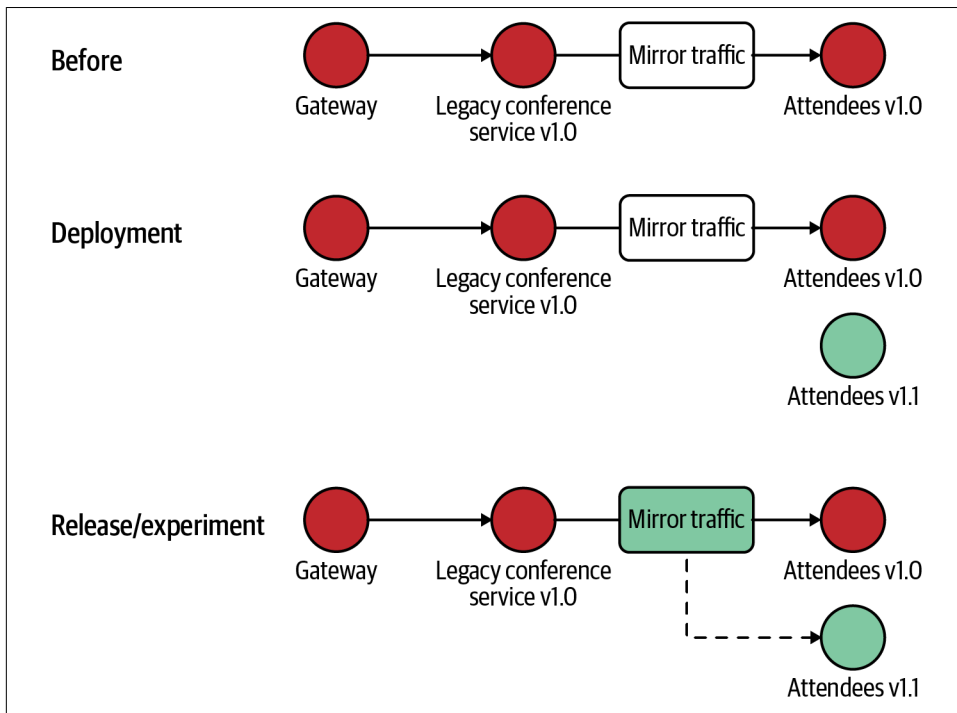 Before
Gateway
Legacy conference
service v1.0
Mirror traffic
Attendees v1.0
Deployment
Gateway
Legacy conference
service v1.0
Mirror traffic
Attendees v1.0
Attendees v1.1
Release/experiment
Gateway
Legacy conference
service v1.0
Mirror traffic
Attendees v1.0
Attendees v1.1